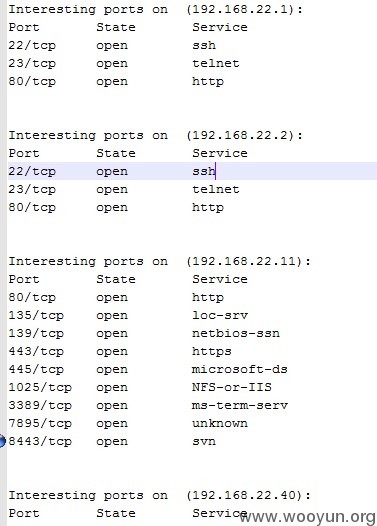 Interesting ports on  (192.168.22.1):
Port       State       Service
22/tcp     open        ssh
23/tcp     open        telnet
80/tcp     open        http
Interesting ports on  (192.168.22.2):
Port       State       Service
22/tcp     open        ssh
23/tcp     open        telnet
80/tcp     open        http
Interesting ports on  (192.168.22.11):
Port       State       Service
80/tcp     open        http
135/tcp    open        loc-srv
139/tcp    open        netbios-ssn
443/tcp    open        https
445/tcp    open        microsoft-ds
1025/tcp   open        NFS-or-IIS
3389/tcp   open        ms-term-serv
7895/tcp   open        unknown
8443/tcp   open        svn
Interesting ports on  (192.168.22.40):
Port       State       Service
www.wooyun.org